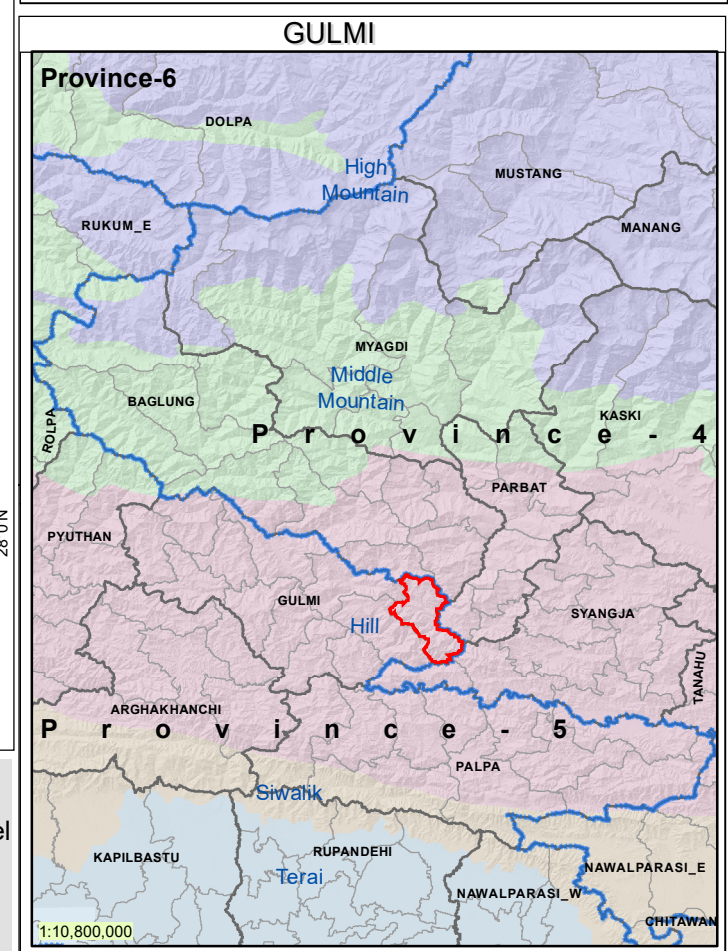 GULMI
Province-6
DOLPA
High
Mountain
MUSTANG
RUKUM_E
MANANG
MYAGDI
Middle
Mountain
BAGLUNG
KASKI
ROLPA
Province-4
PARBAT
28°0'N
PYUTHAN
GULMI
SYANGJA
Hill
TANAHU
ARGHAKHANCHI
Province-5
PALPA
Siwalik
el
KAPILBASTU
RUPANDEHI
Terai
NAWALPARASI_E
NAWALPARASI_W
CHITAWAN
1:10,800,000